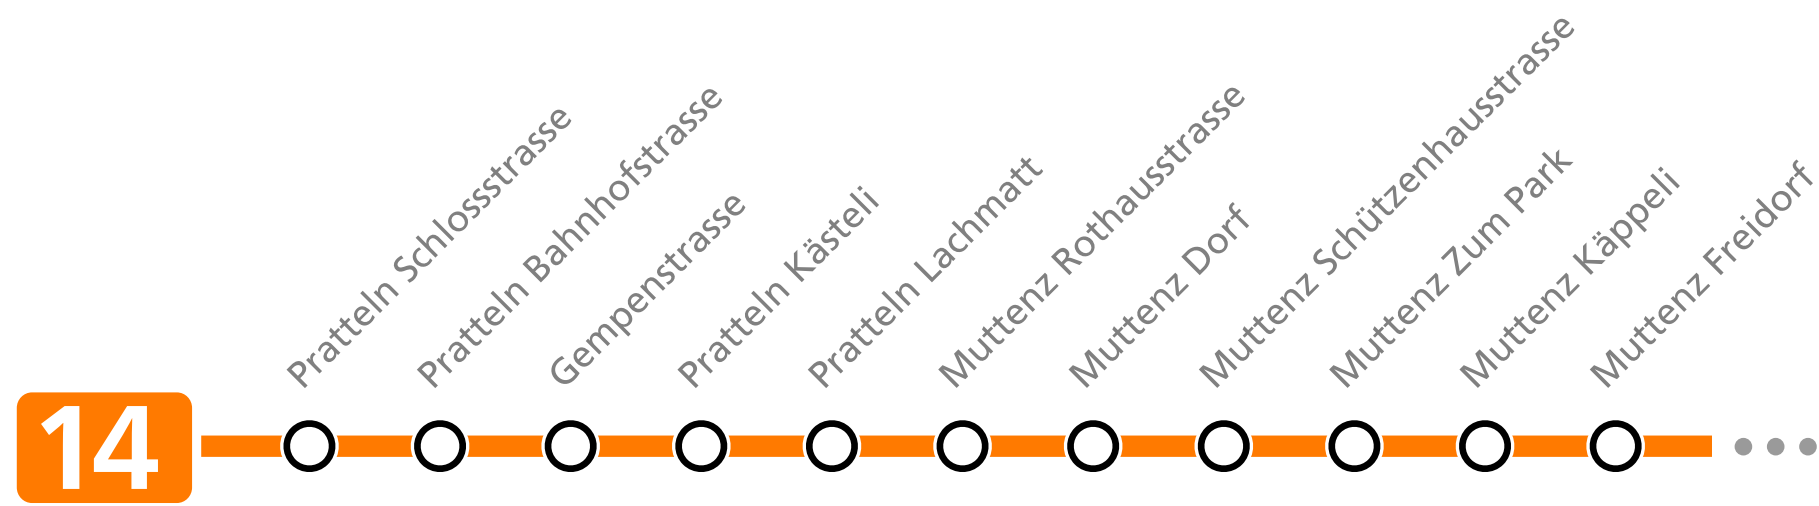 14
Pratteln Schlossstrasse
Pratteln Bahnhofstrasse
Gempenstrasse
Pratteln Kästeli
Pratteln Lachmatt
Muttenz Rothausstrasse
Muttenz Dorf
Muttenz Schützenhausstrasse
Muttenz Zum Park
Muttenz Käppeli
Muttenz Freidorf